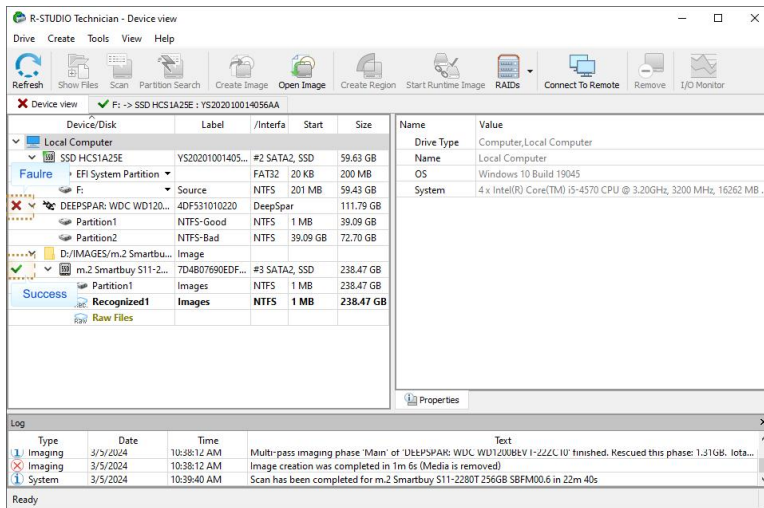 R-STUDIO Technician - Device view
Drive Create Tools View Help
Refresh Show Files Scan Partition Search Create Image Open Image Create Region Start Runtime Image RAIDs Connect To Remote Remove I/O Monitor
Device view F: -> SSD HCS1A25E : YS202010014056AA
Device/Disk Label /Interfa Start Size
Local Computer
SSD HCS1A25E YS20201001405... #2 SATA2, SSD 59.63 GB
Faulre EFI System Partition FAT32 20 KB 200 MB
F: Source NTFS 201 MB 59.43 GB
DEEPSPAR: WDC WD120... 4DF531010220 DeepSpar 111.79 GB
Partition1 NTFS-Good NTFS 1 MB 39.09 GB
Partition2 NTFS-Bad NTFS 39.09 GB 72.70 GB
D:/IMAGES/m.2 Smartbu... Image
m.2 Smartbuy S11-2... 7D4B07690EDF... #3 SATA2, SSD 238.47 GB
Partition1 Images NTFS 1 MB 238.47 GB
Success Recognized1 Images NTFS 1 MB 238.47 GB
Raw Files
Name Value
Drive Type Computer,Local Computer
Name Local Computer
OS Windows 10 Build 19045
System 4 x Intel(R) Core(TM) i5-4570 CPU @ 3.20GHz, 3200 MHz, 16262 MB ...
Properties
Log
Type Date Time Text
Imaging 3/5/2024 10:38:12 AM Multi-pass imaging phase 'Main' of 'DEEPSPAR: WDC WD1200BEVT-22ZCT0' finished. Rescued this phase: 1.31GB. Tota...
Imaging 3/5/2024 10:38:12 AM Image creation was completed in 1m 6s (Media is removed)
System 3/5/2024 10:39:40 AM Scan has been completed for m.2 Smartbuy S11-2280T 256GB SBFM00.6 in 22m 40s
Ready